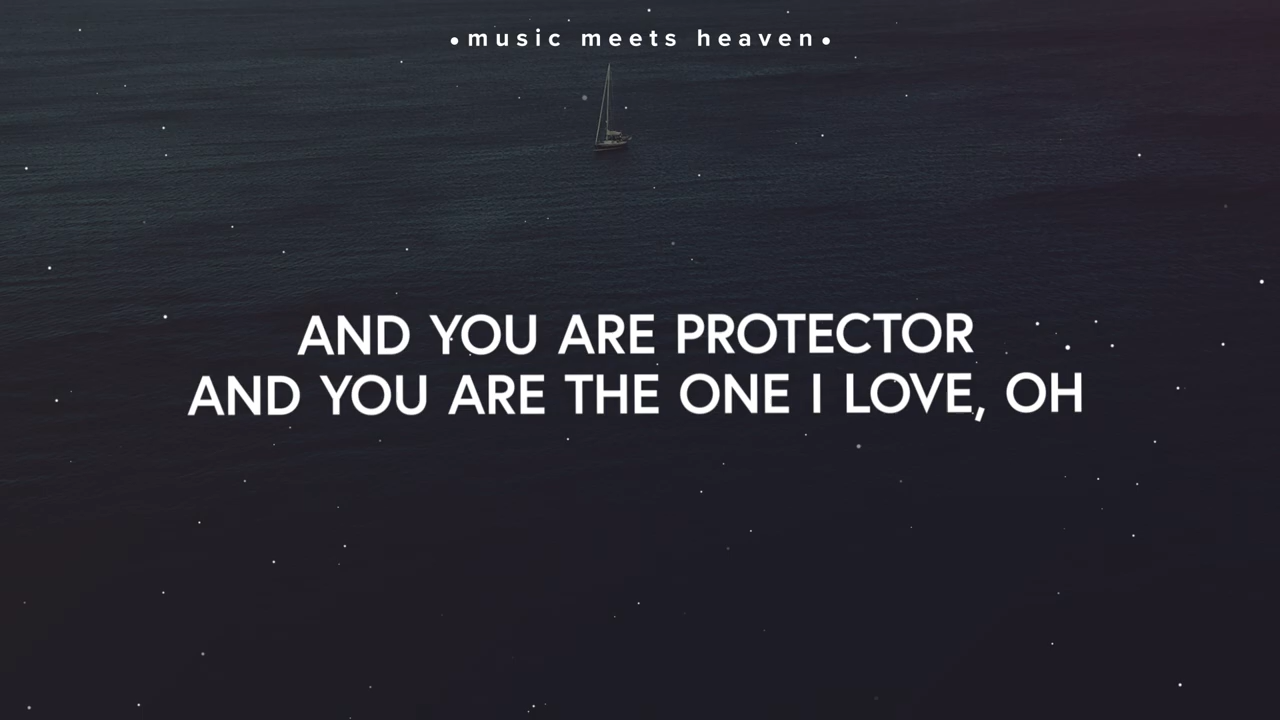 •music meets heaven•
AND YOU ARE PROTECTOR
AND YOU ARE THE ONE I LOVE, OH